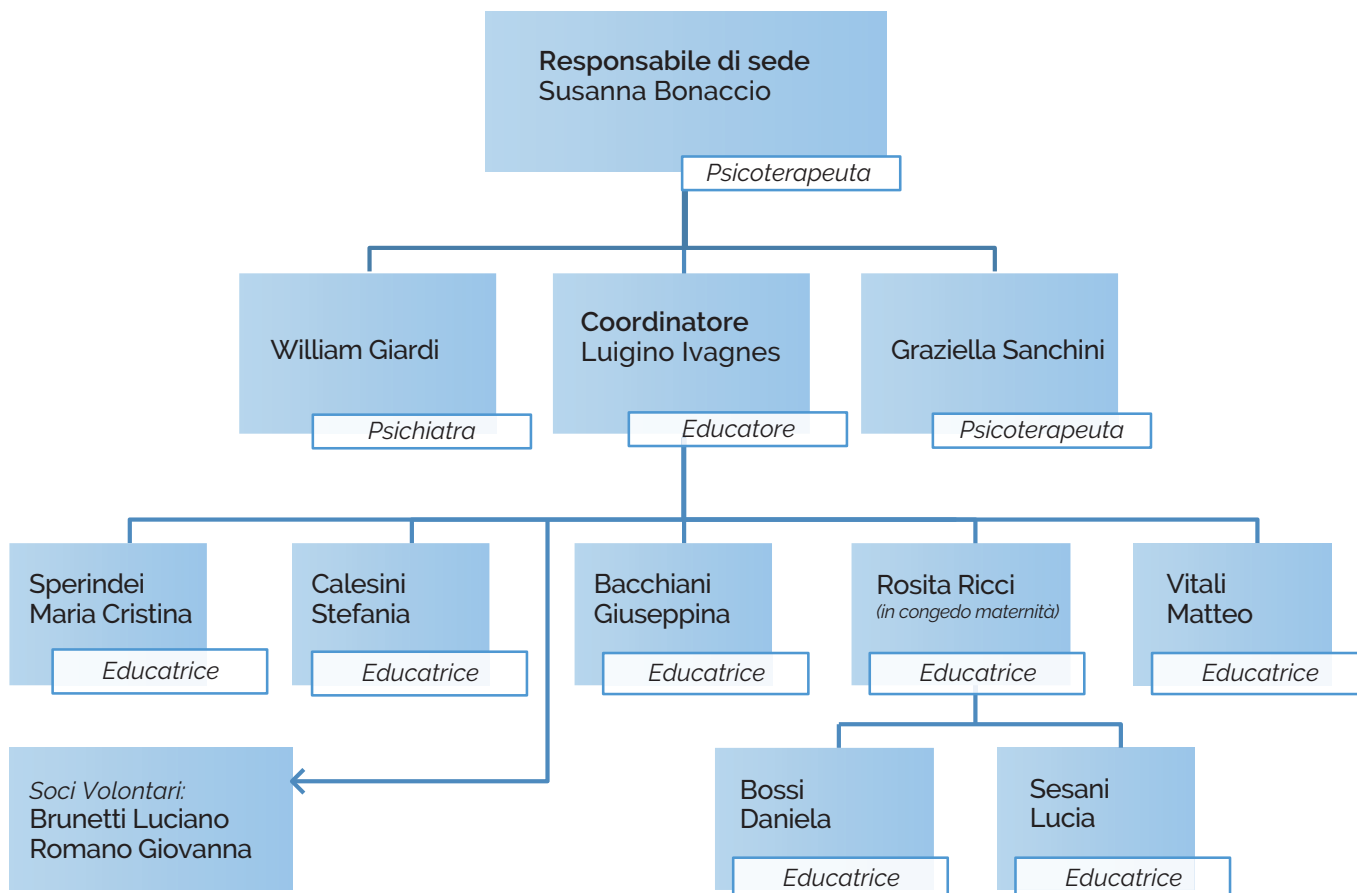 Responsabile di sede
Susanna Bonaccio
Psicoterapeuta
William Giardi
Psichiatra
Coordinatore
Luigino Ivagnes
Educatore
Graziella Sanchini
Psicoterapeuta
Sperindei
Maria Cristina
Educatrice
Calesini
Stefania
Educatrice
Bacchiani
Giuseppina
Educatrice
Rosita Ricci
(in congedo maternità)
Educatrice
Vitali
Matteo
Educatrice
Soci Volontari:
Brunetti Luciano
Romano Giovanna
Bossi
Daniela
Educatrice
Sesani
Lucia
Educatrice